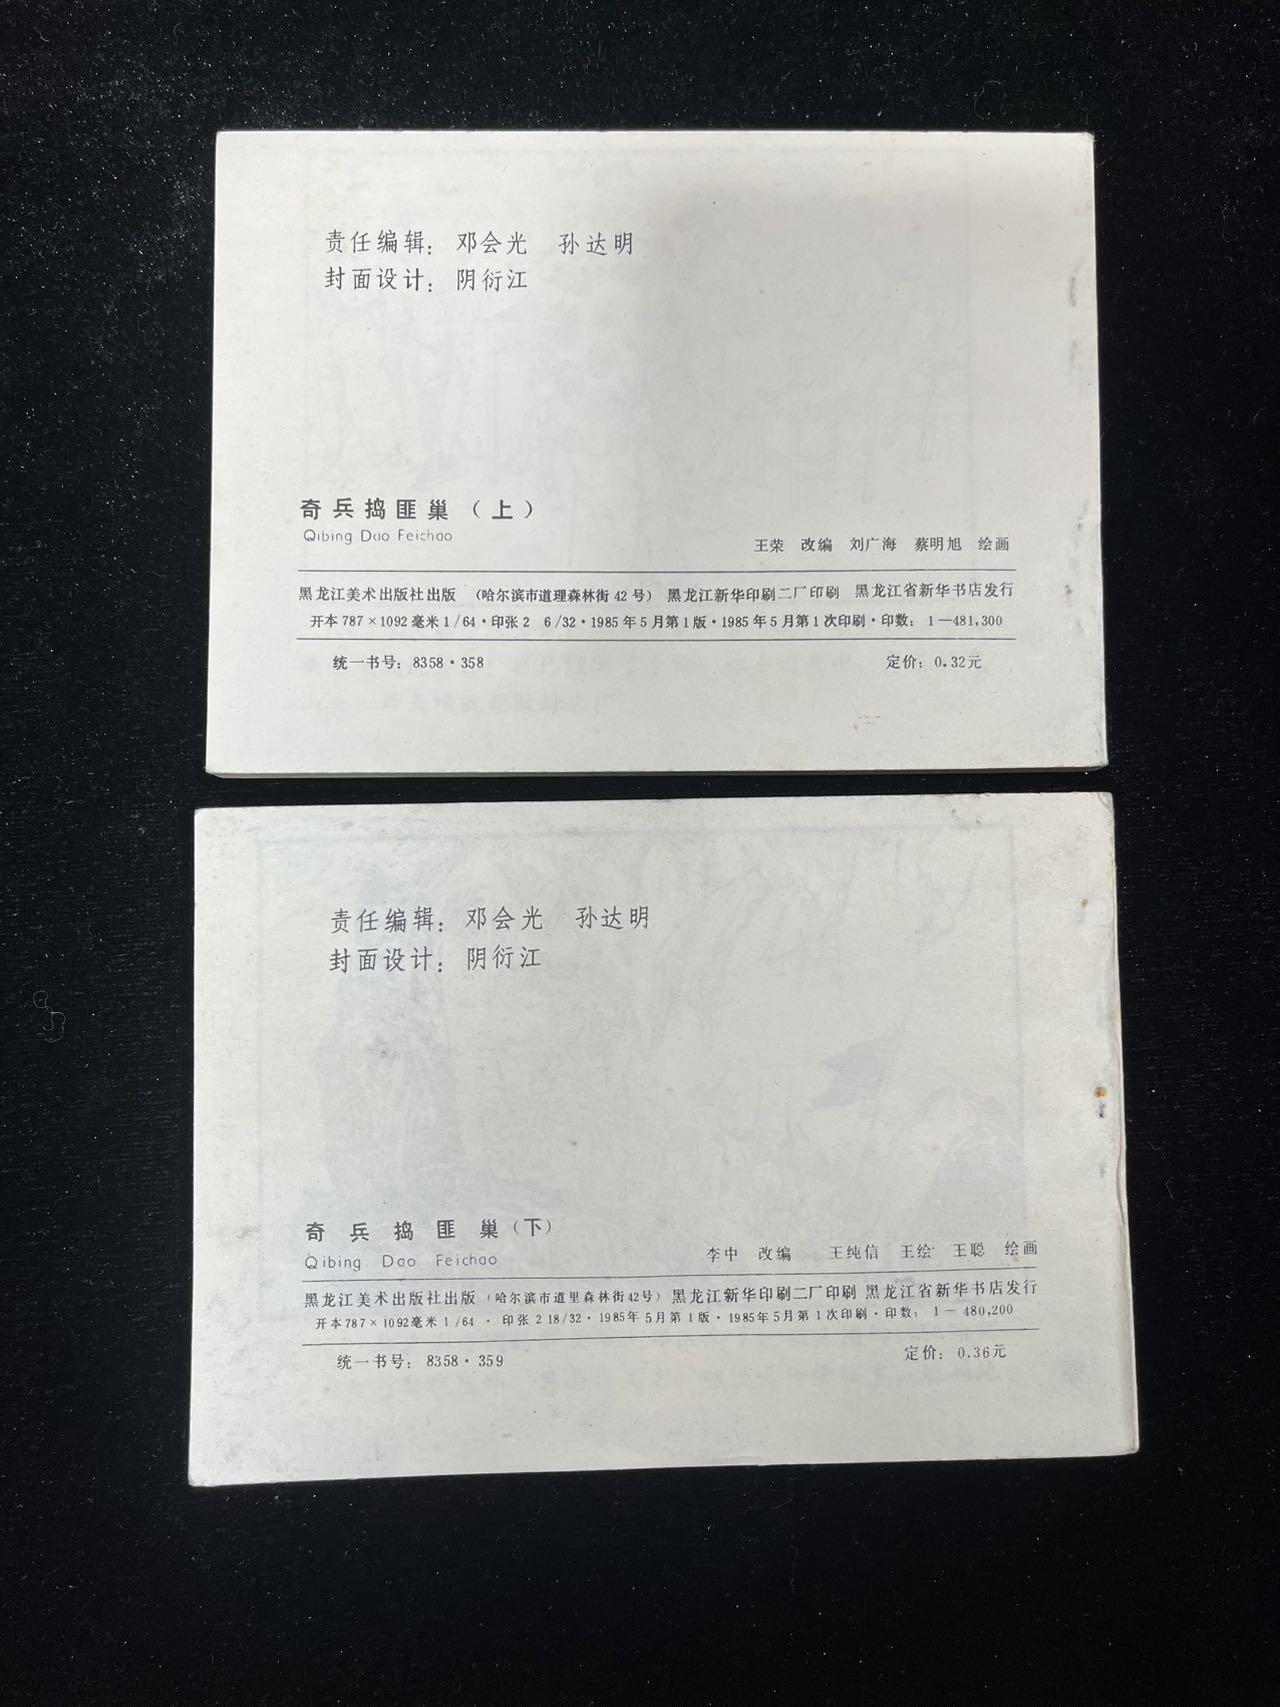 责任编辑：邓会光 孙达明
封面设计：阴衍江
奇兵捣匪巢（上）
Qibing Dao Feichao
王荣 改编 刘广海 蔡明旭 绘画
黑龙江美术出版社出版 （哈尔滨市道理森林街42号） 黑龙江新华印刷二厂印刷 黑龙江省新华书店发行
开本787×1092毫米1/64·印张2 6/32·1985年5月第1版·1985年5月第1次印刷·印数：1—481,300
统一书号：8358·358 定价：0.32元
责任编辑：邓会光 孙达明
封面设计：阴衍江
奇兵捣匪巢（下）
Qibing Dao Feichao
李中 改编 王纯信 王绘 王聪 绘画
黑龙江美术出版社出版（哈尔滨市道里森林街42号）黑龙江新华印刷二厂印刷 黑龙江省新华书店发行
开本787×1092毫米1/64·印张2 18/32·1985年5月第1版·1985年5月第1次印刷·印数：1—480,200
统一书号：8358·359 定价：0.36元